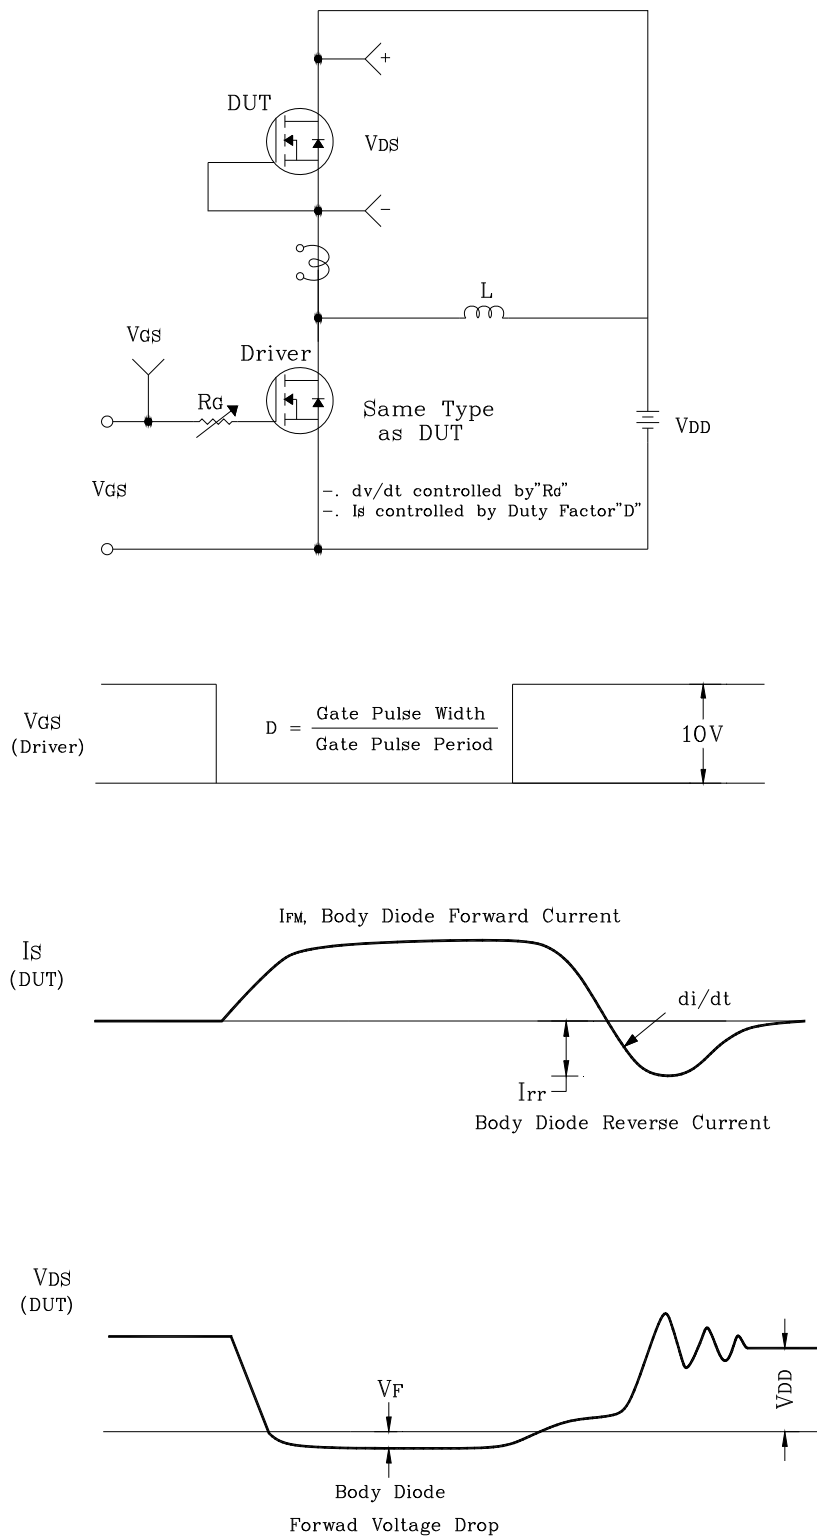 +
DUT
VDS
−
L
VGS
Driver
RG
Same Type
as DUT
VDD
VGS
−. dv/dt controlled by"RG"
−. IS controlled by Duty Factor"D"
VGS
(Driver)
D = Gate Pulse Width
Gate Pulse Period
10V
IFM, Body Diode Forward Current
IS
(DUT)
di/dt
Irr
Body Diode Reverse Current
VDS
(DUT)
VF
VDD
Body Diode
Forwad Voltage Drop